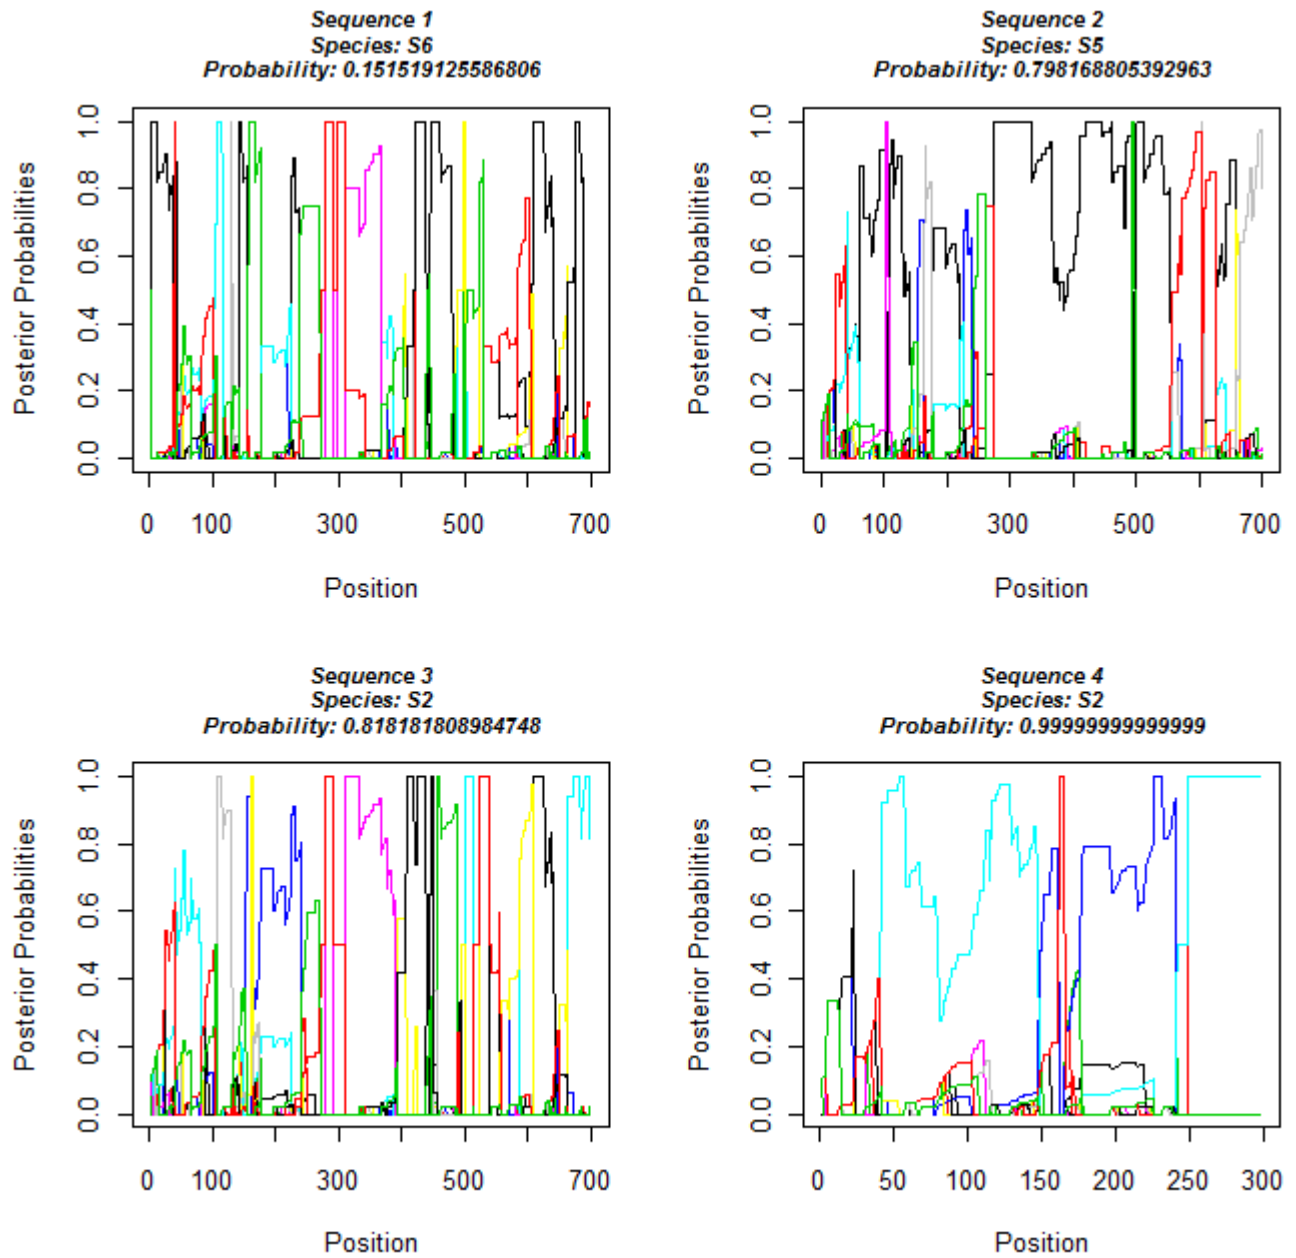 Sequence 1
Species: S6
Probability: 0.151519125586806
Posterior Probabilities
1.0
0.8
0.6
0.4
0.2
0.0
0 100 300 500 700
Position
Sequence 2
Species: S5
Probability: 0.798168805392963
Posterior Probabilities
1.0
0.8
0.6
0.4
0.2
0.0
0 100 300 500 700
Position
Sequence 3
Species: S2
Probability: 0.818181808984748
Posterior Probabilities
1.0
0.8
0.6
0.4
0.2
0.0
0 100 300 500 700
Position
Sequence 4
Species: S2
Probability: 0.99999999999999
Posterior Probabilities
1.0
0.8
0.6
0.4
0.2
0.0
0 50 100 150 200 250 300
Position